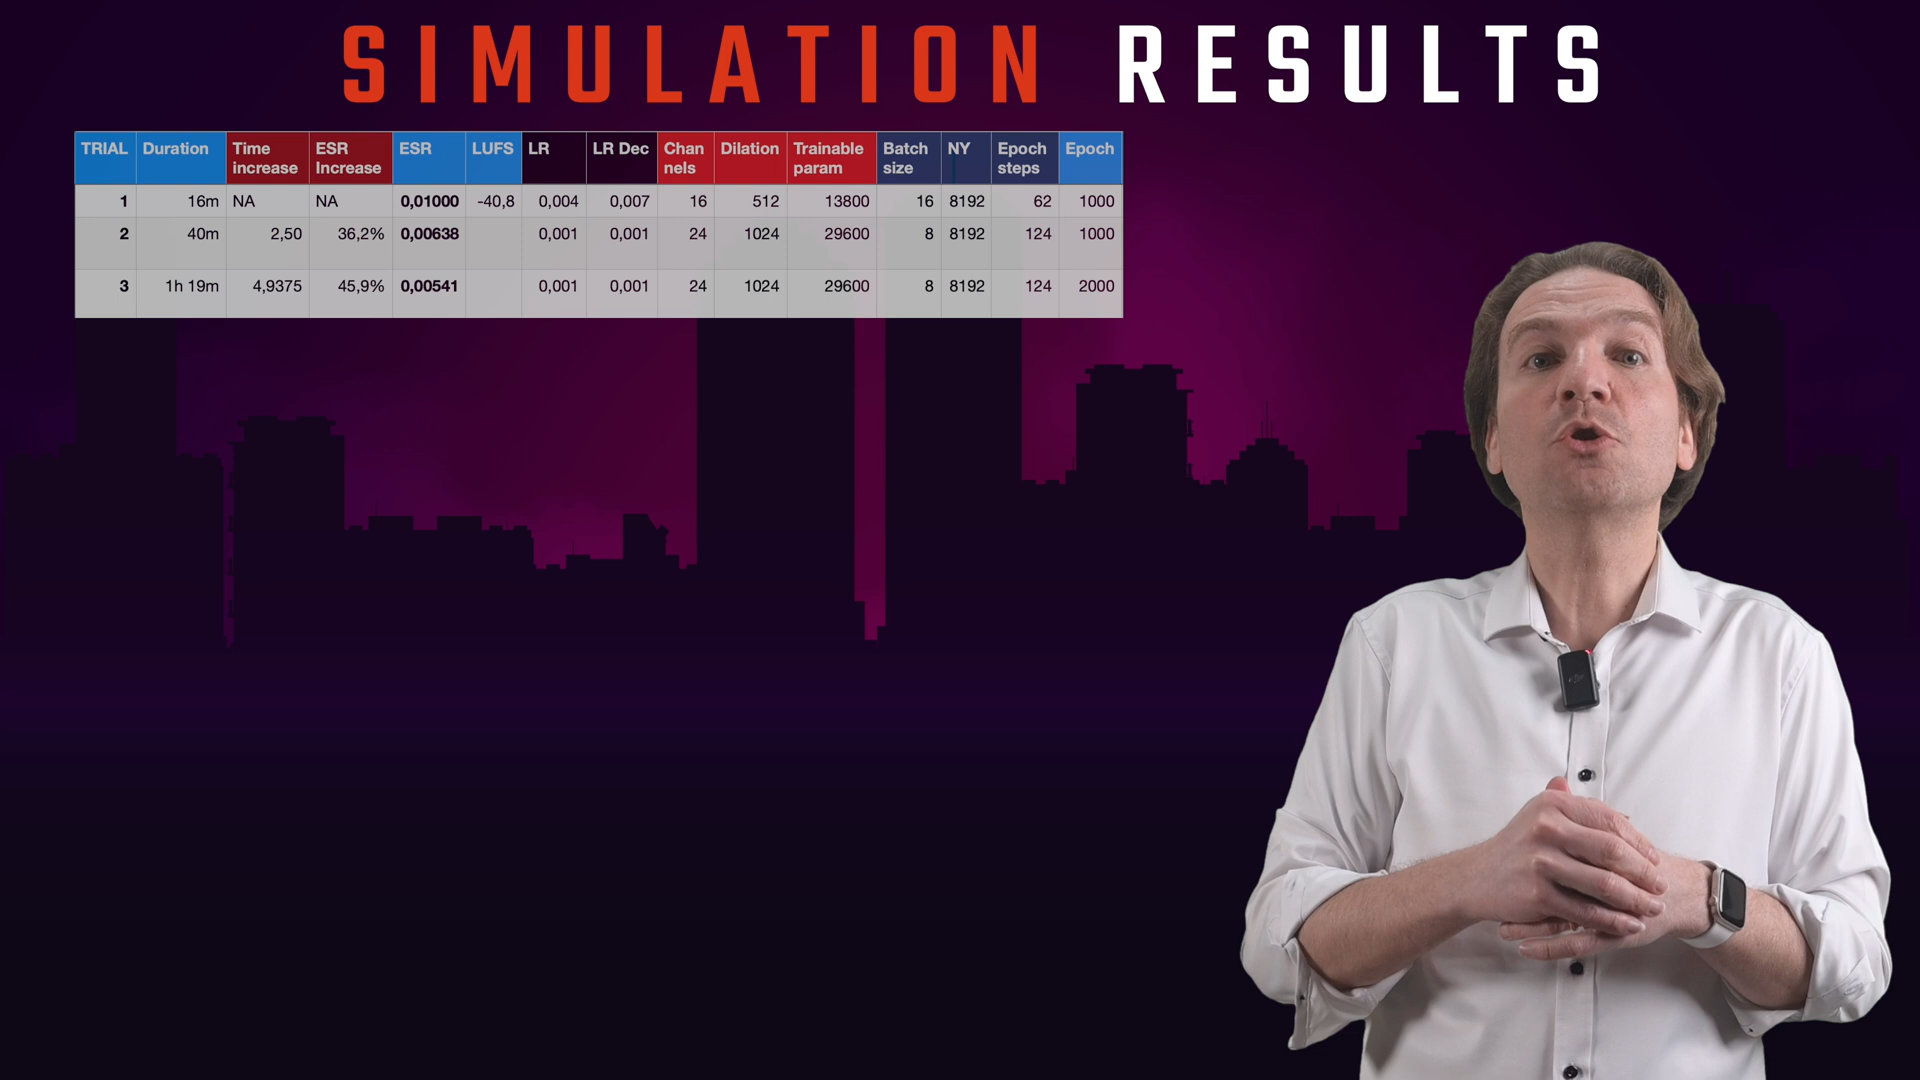 SIMULATION RESULTS
TRIAL Duration Time increase ESR Increase ESR LUFS LR LR Dec Chan nels Dilation Trainable param Batch size NY Epoch steps Epoch
1 16m NA NA 0,01000 -40,8 0,004 0,007 16 512 13800 16 8192 62 1000
2 40m 2,50 36,2% 0,00638 0,001 0,001 24 1024 29600 8 8192 124 1000
3 1h 19m 4,9375 45,9% 0,00541 0,001 0,001 24 1024 29600 8 8192 124 2000